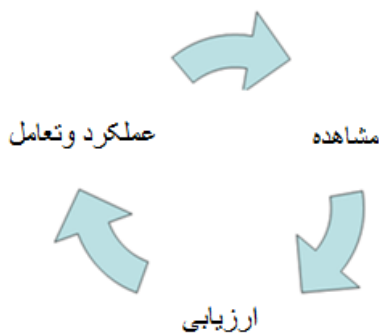 مشاهده
عملکرد وتعامل
ارزیابی